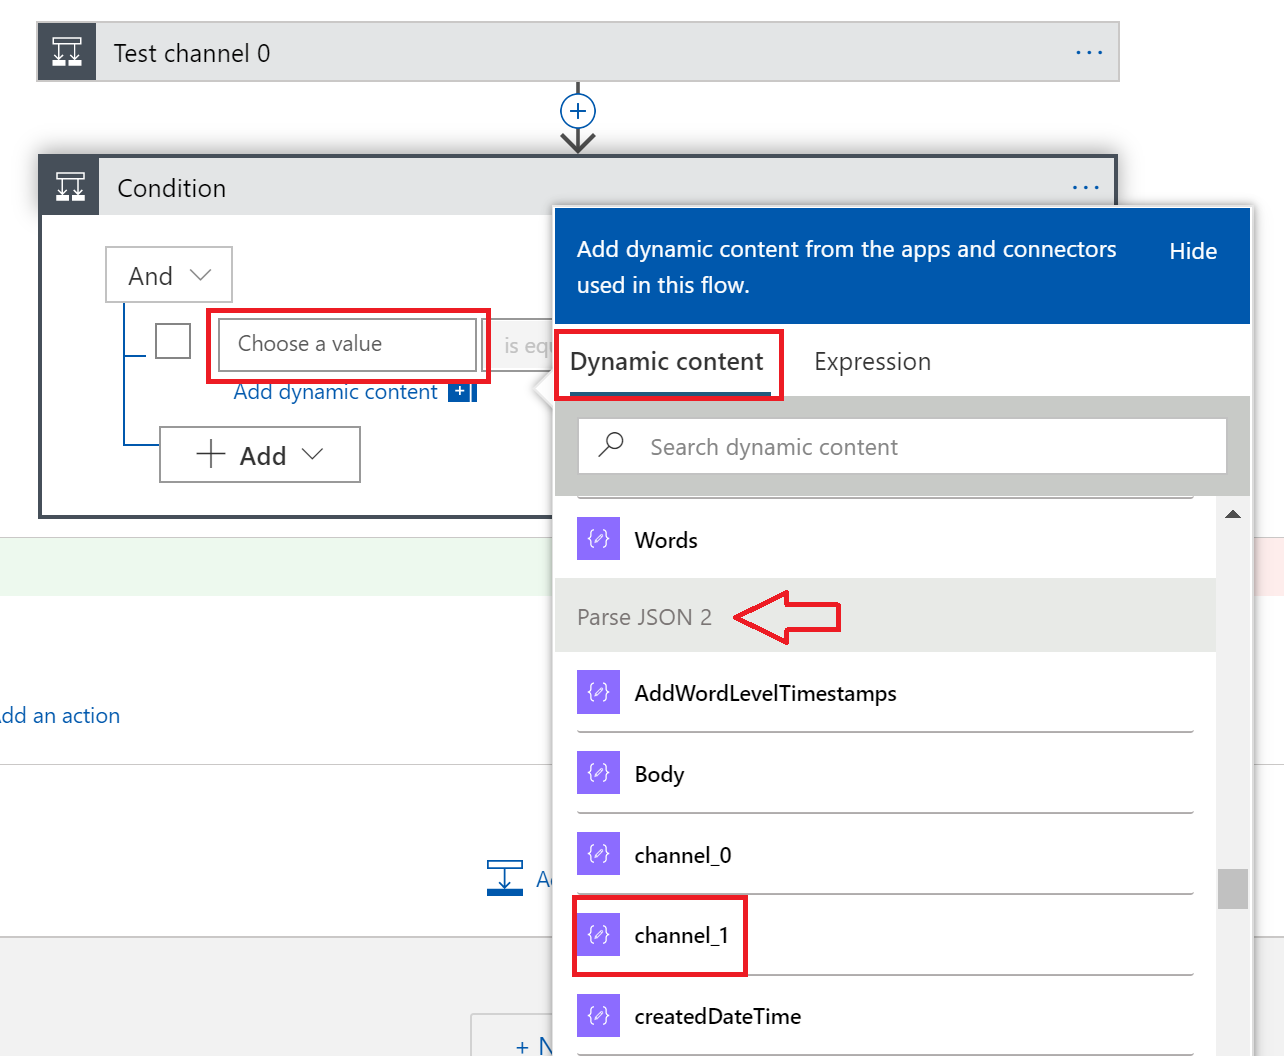 Test channel 0
Condition
Add dynamic content from the apps and connectors
used in this flow.
Hide
And
Choose a value
is equ
Add dynamic content
Add
Dynamic content
Expression
Search dynamic content
Words
Parse JSON 2
AddWordLevelTimestamps
Body
channel_0
channel_1
createdDateTime
dd an action
+ N